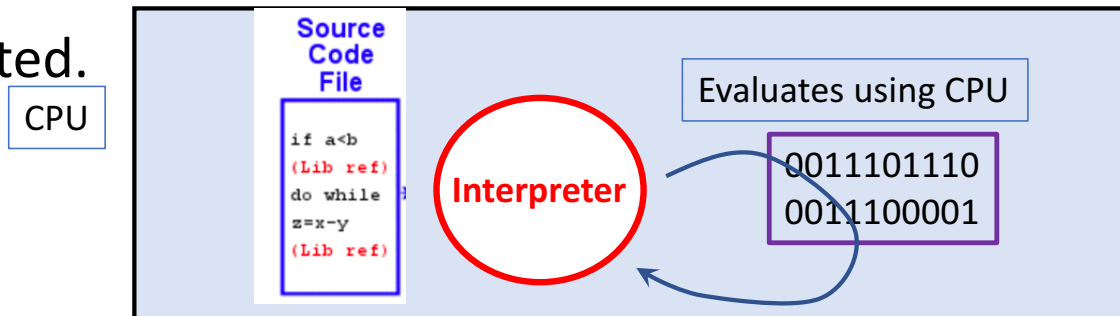 ted.
CPU
Source
Code
File
if a<b
(Lib ref)
do while
z=x-y
(Lib ref)
Interpreter
Evaluates using CPU
0011101110
0011100001